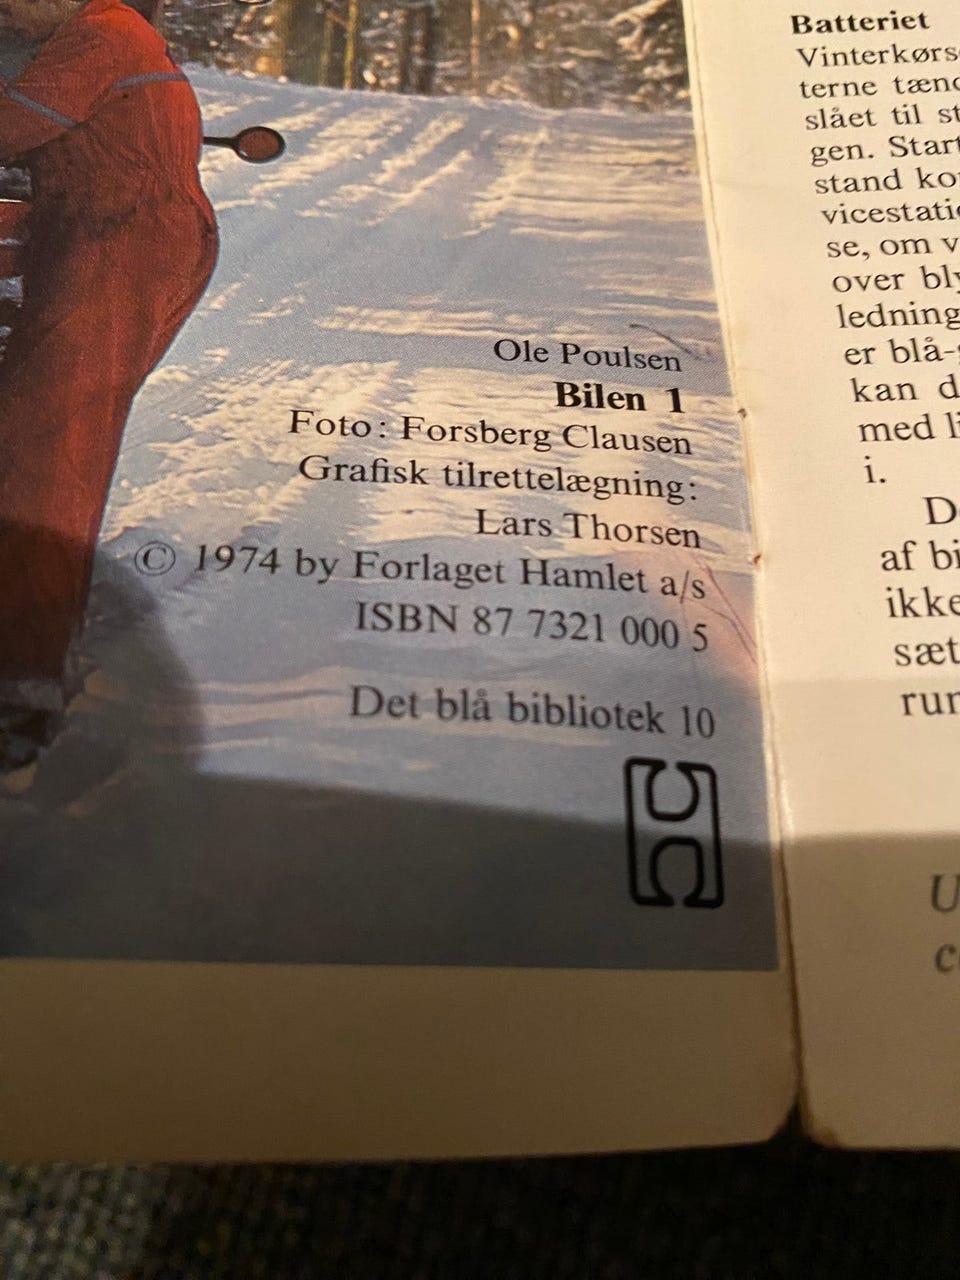 Ole Poulsen
Bilen 1
Foto: Forsberg Clausen
Grafisk tilrettelægning:
Lars Thorsen
© 1974 by Forlaget Hamlet a/s
ISBN 87 7321 000 5
Det blå bibliotek 10
Batteriet
Vinterkørs
terne tænd
slået til st
gen. Start
stand ko
vicestatio
se, om v
over bly
ledning
er blå-g
kan d
med li
i.
De
af bi
ikke
sæt
run
U